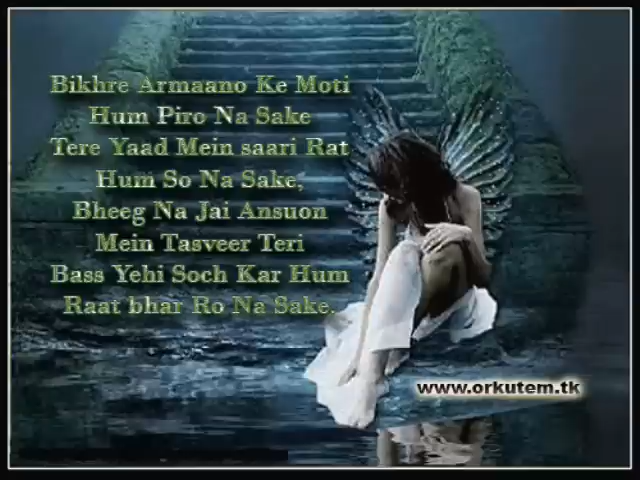 Bikhre Armaano Ke Moti
Hum Piro Na Sake
Tere Yaad Mein saari Rat
Hum So Na Sake,
Bheeg Na Jai Ansuon
Mein Tasveer Teri
Bass Yehi Soch Kar Hum
Raat bhar Ro Na Sake.
www.orkutem.tk